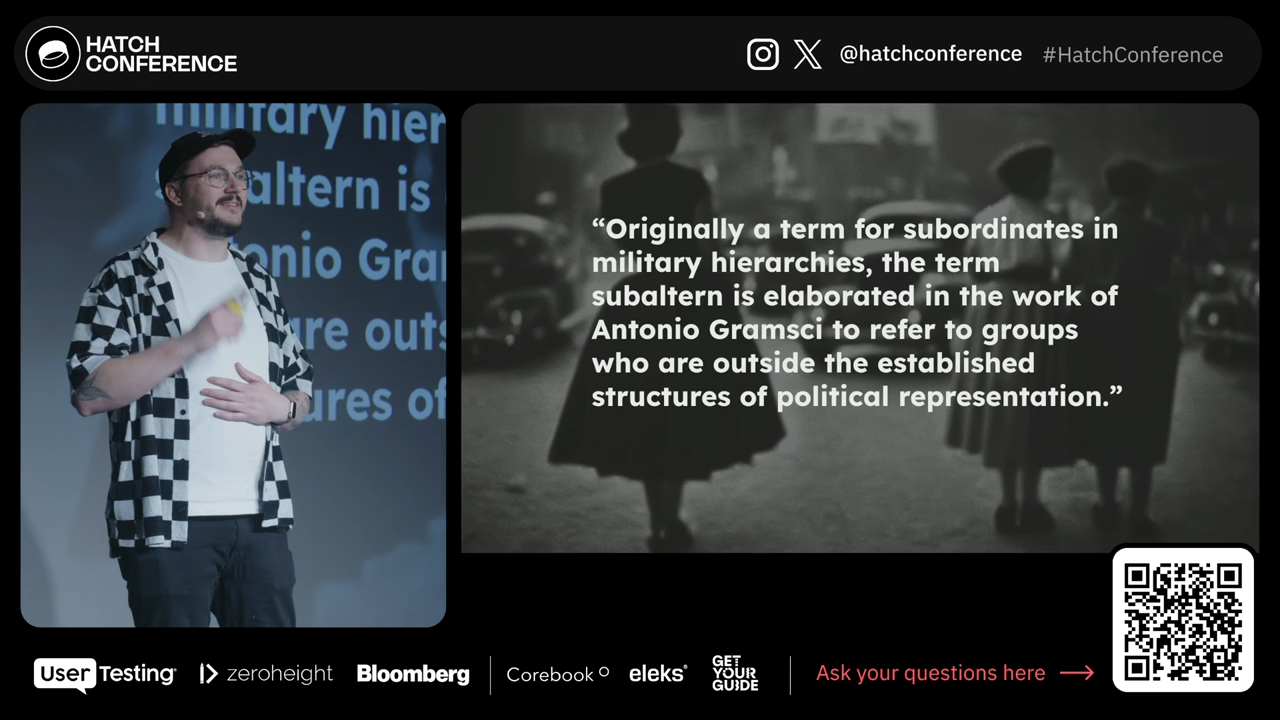 HATCH
CONFERENCE
@hatchconference #HatchConference
military hier
altern is
onio Gra
are outs
ures of
“Originally a term for subordinates in
military hierarchies, the term
subaltern is elaborated in the work of
Antonio Gramsci to refer to groups
who are outside the established
structures of political representation.”
UserTesting
zeroheight
Bloomberg
Corebook
eleks
GET
YOUR
GUIDE
Ask your questions here